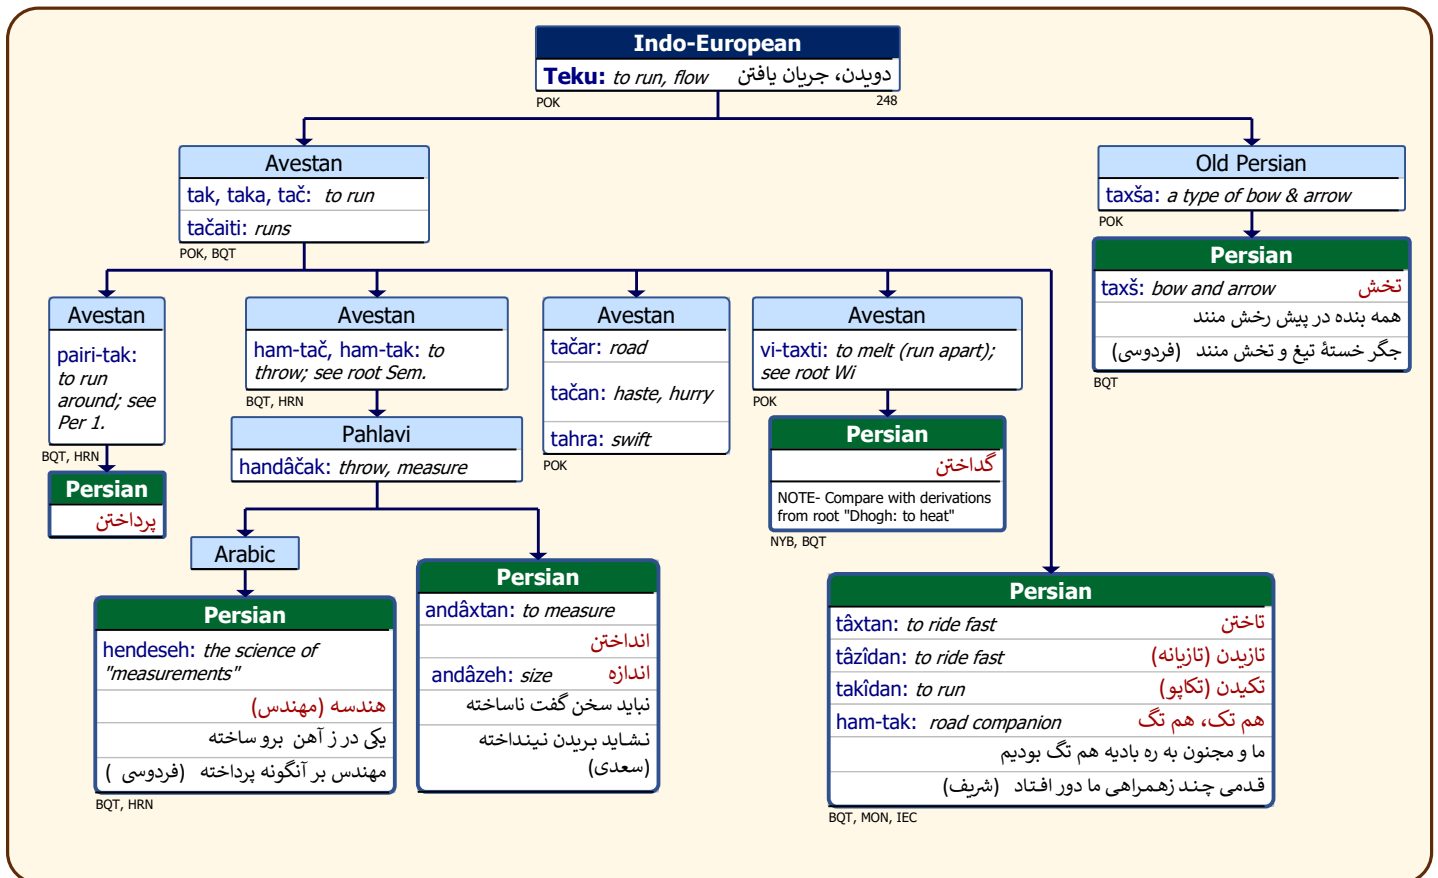 Indo-European
Teku: to run, flow دویدن، جریان یافتن
POK 248
Avestan
tak, taka, tač: to run
tačaiti: runs
POK, BQT
Old Persian
taxša: a type of bow & arrow
POK
Persian
taxš: bow and arrow تخش
همه بنده در پیش رخش منند
جگر خستهٔ تیغ و تخش منند (فردوسی)
BQT
Avestan
pairi-tak:
to run
around; see
Per 1.
BQT, HRN
Persian
پرداختن
Avestan
ham-tač, ham-tak: to
throw; see root Sem.
BQT, HRN
Pahlavi
handâčak: throw, measure
Arabic
Persian
hendeseh: the science of
"measurements"
هندسه (مهندس)
یکی در ز آهن برو ساخته
مهندس بر آنگونه پرداخته (فردوسی )
BQT, HRN
Persian
andâxtan: to measure
انداختن
andâzeh: size اندازه
نباید سخن گفت ناساخته
نشاید بریدن نینداخته
(سعدی)
Avestan
tačar: road
tačan: haste, hurry
tahra: swift
POK
Avestan
vi-taxti: to melt (run apart);
see root Wi
POK
Persian
گداختن
NOTE- Compare with derivations
from root "Dhogh: to heat"
NYB, BQT
Persian
tâxtan: to ride fast تاختن
tâzîdan: to ride fast تازیدن (تازیانه)
takîdan: to run تکیدن (تکاپو)
ham-tak: road companion هم تک، هم تگ
ما و مجنون به ره بادیه هم تگ بودیم
قدمی چند زهمراهی ما دور افتاد (شریف)
BQT, MON, IEC